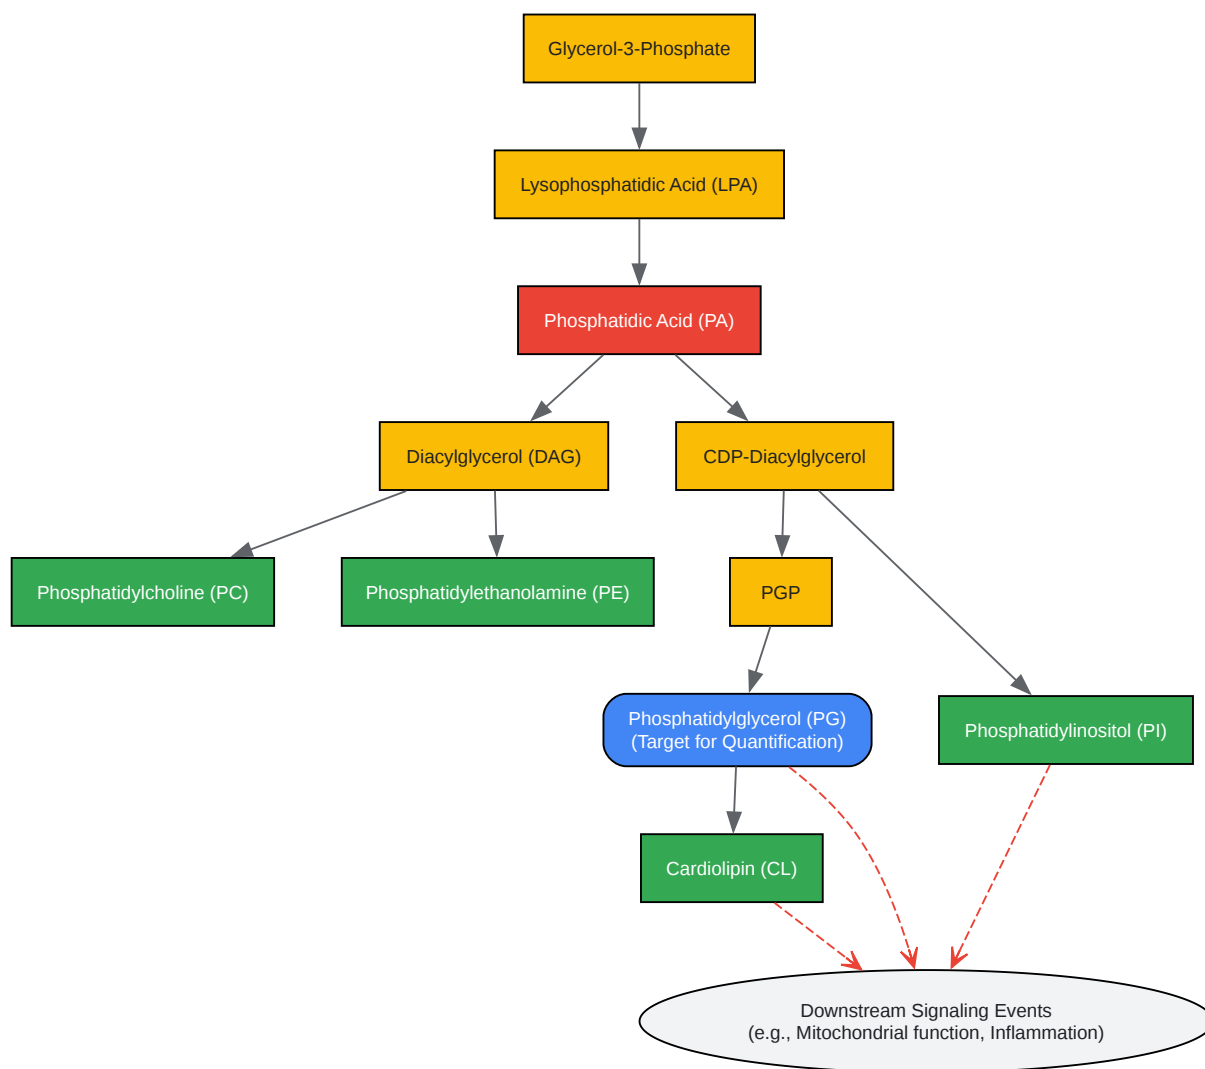 Glycerol-3-Phosphate
Lysophosphatidic Acid (LPA)
Phosphatidic Acid (PA)
Diacylglycerol (DAG)
CDP-Diacylglycerol
Phosphatidylcholine (PC)
Phosphatidylethanolamine (PE)
PGP
Phosphatidylglycerol (PG)
(Target for Quantification)
Phosphatidylinositol (PI)
Cardiolipin (CL)
Downstream Signaling Events
(e.g., Mitochondrial function, Inflammation)